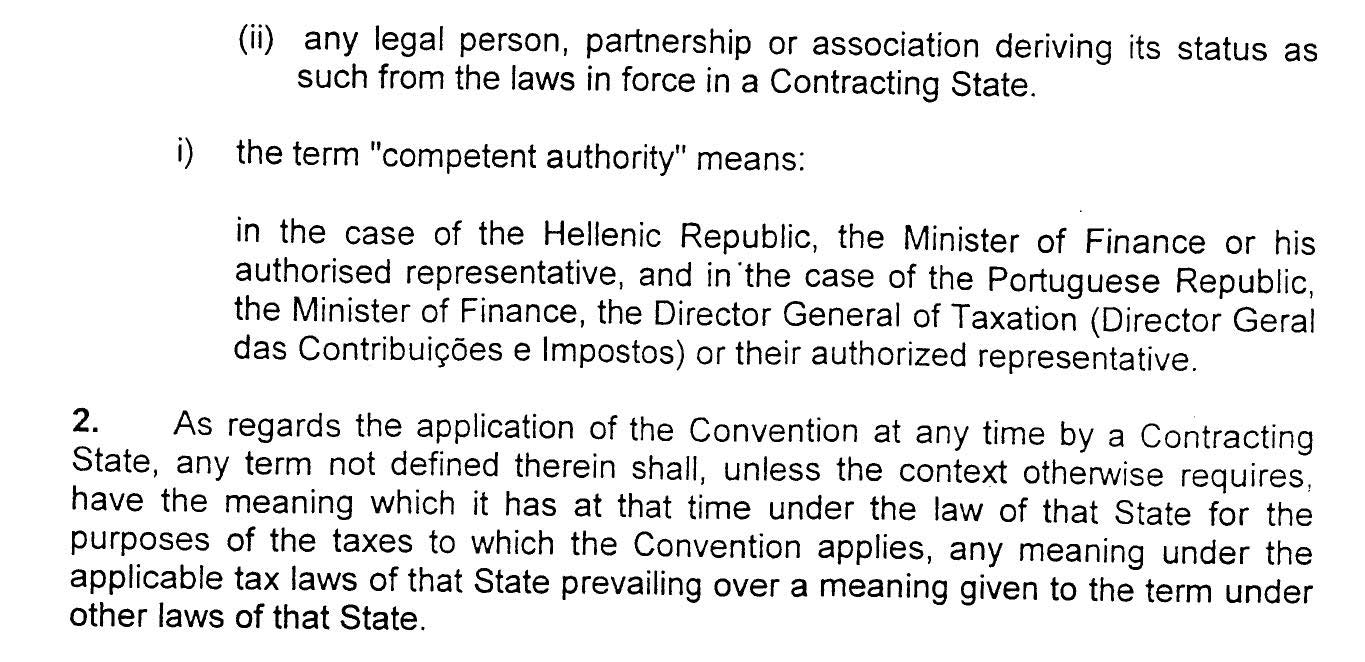 (ii) any legal person, partnership or association deriving its status as
such from the laws in force in a Contracting State.
i) the term "competent authority" means:
in the case of the Hellenic Republic, the Minister of Finance or his
authorised representative, and in the case of the Portuguese Republic,
the Minister of Finance, the Director General of Taxation (Director Geral
das Contribuições e Impostos) or their authorized representative.
2. As regards the application of the Convention at any time by a Contracting
State, any term not defined therein shall, unless the context otherwise requires,
have the meaning which it has at that time under the law of that State for the
purposes of the taxes to which the Convention applies, any meaning under the
applicable tax laws of that State prevailing over a meaning given to the term under
other laws of that State.